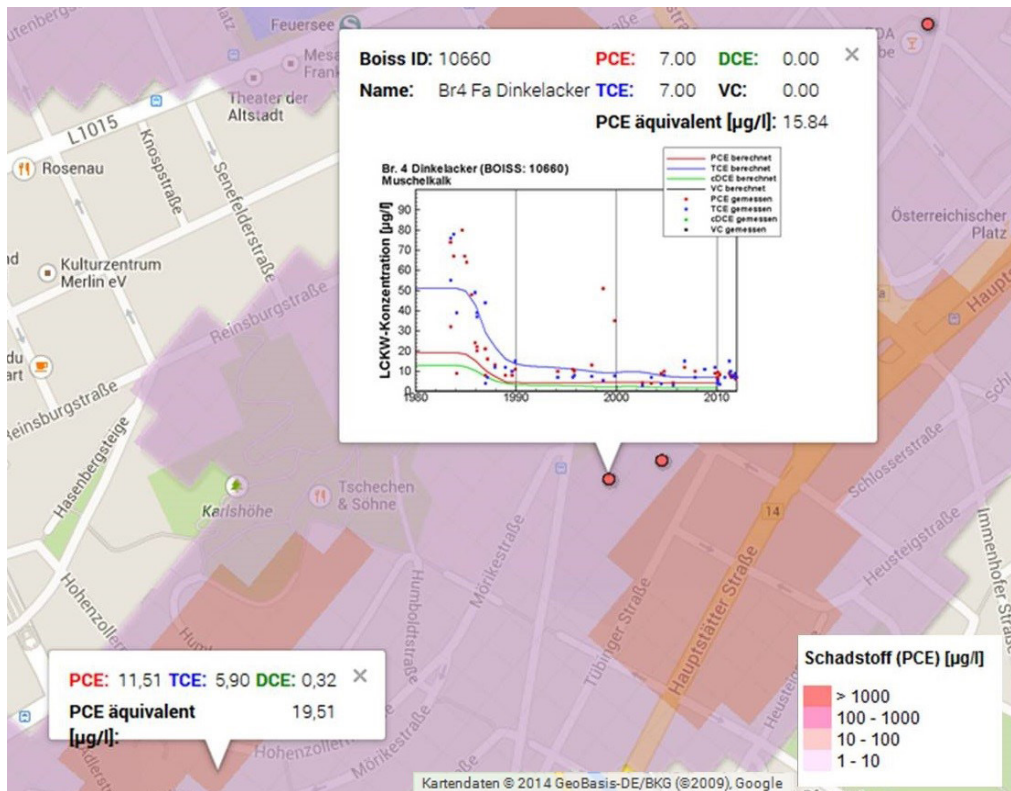 Feuersee
Theater der
Altstadt
L1015
Rosenau
Knospstraße
Senefelderstraße
Kulturzentrum
Merlin eV
Reinsburgstraße
Reinsburgstraße
Hasenbergsteige
Karlshöhe
Tschechen
& Söhne
Österreichischer
Platz
Boiss ID: 10660 PCE: 7.00 DCE: 0.00
Name: Br4 Fa Dinkelacker TCE: 7.00 VC: 0.00
PCE äquivalent [µg/l]: 15.84
Br. 4 Dinkelacker (BOISS: 10660)
Muschelkalk
PCE berechnet
TCE berechnet
cDCE berechnet
VC berechnet
PCE gemessen
TCE gemessen
cDCE gemessen
VC gemessen
LCKW-Konzentration [µg/l]
90
80
70
60
50
40
30
20
10
0
1980 1990 2000 2010
Schlosserstraße
14
Heusteigstraße
Immenhofer Straße
Mörikestraße
Humboldtstraße
Tübinger Straße
Hauptstätter Straße
PCE: 11,51 TCE: 5,90 DCE: 0,32
PCE äquivalent 19,51
[µg/l]:
Hohenzollern
Mörikestraße
Adlerstraße
Schadstoff (PCE) [µg/l]
> 1000
100 - 1000
10 - 100
1 - 10
Kartendaten © 2014 GeoBasis-DE/BKG (©2009), Google